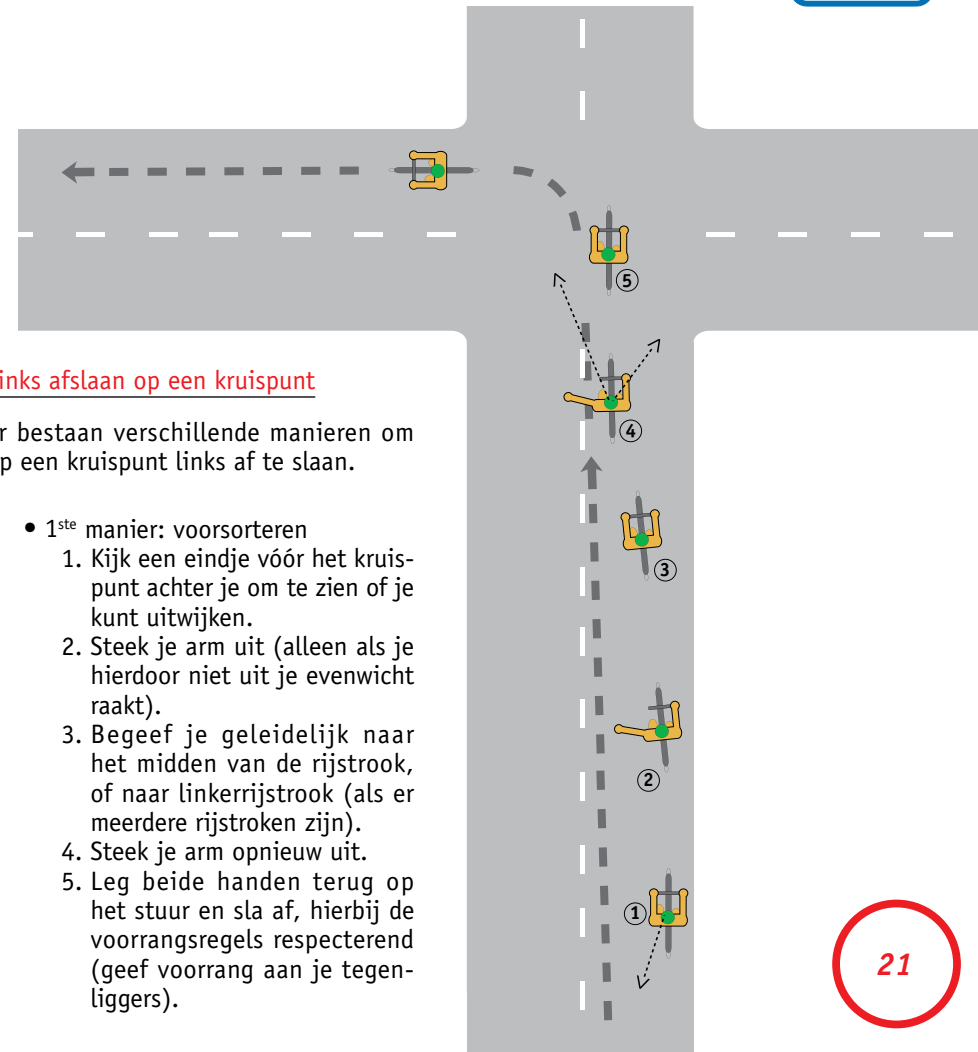 inks afslaan op een kruispunt
r bestaan verschillende manieren om
p een kruispunt links af te slaan.
• 1ste manier: voorsorteren
1. Kijk een eindje vóór het kruis-
punt achter je om te zien of je
kunt uitwijken.
2. Steek je arm uit (alleen als je
hierdoor niet uit je evenwicht
raakt).
3. Begeef je geleidelijk naar
het midden van de rijstrook,
of naar linkerrijstrook (als er
meerdere rijstroken zijn).
4. Steek je arm opnieuw uit.
5. Leg beide handen terug op
het stuur en sla af, hierbij de
voorrangsregels respecterend
(geef voorrang aan je tegen-
liggers).
5
4
3
2
1
21